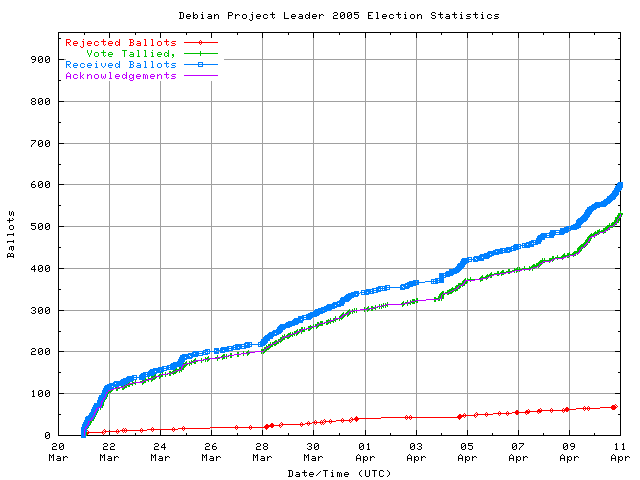 Debian Project Leader 2005 Election Statistics
Rejected Ballots
Vote Tallied,
Received Ballots
Acknowledgements
900
800
700
600
500
400
300
200
100
0
Ballots
20 22 24 26 28 30 01 03 05 07 09 11
Mar Mar Mar Mar Mar Mar Apr Apr Apr Apr Apr Apr
Date/Time (UTC)